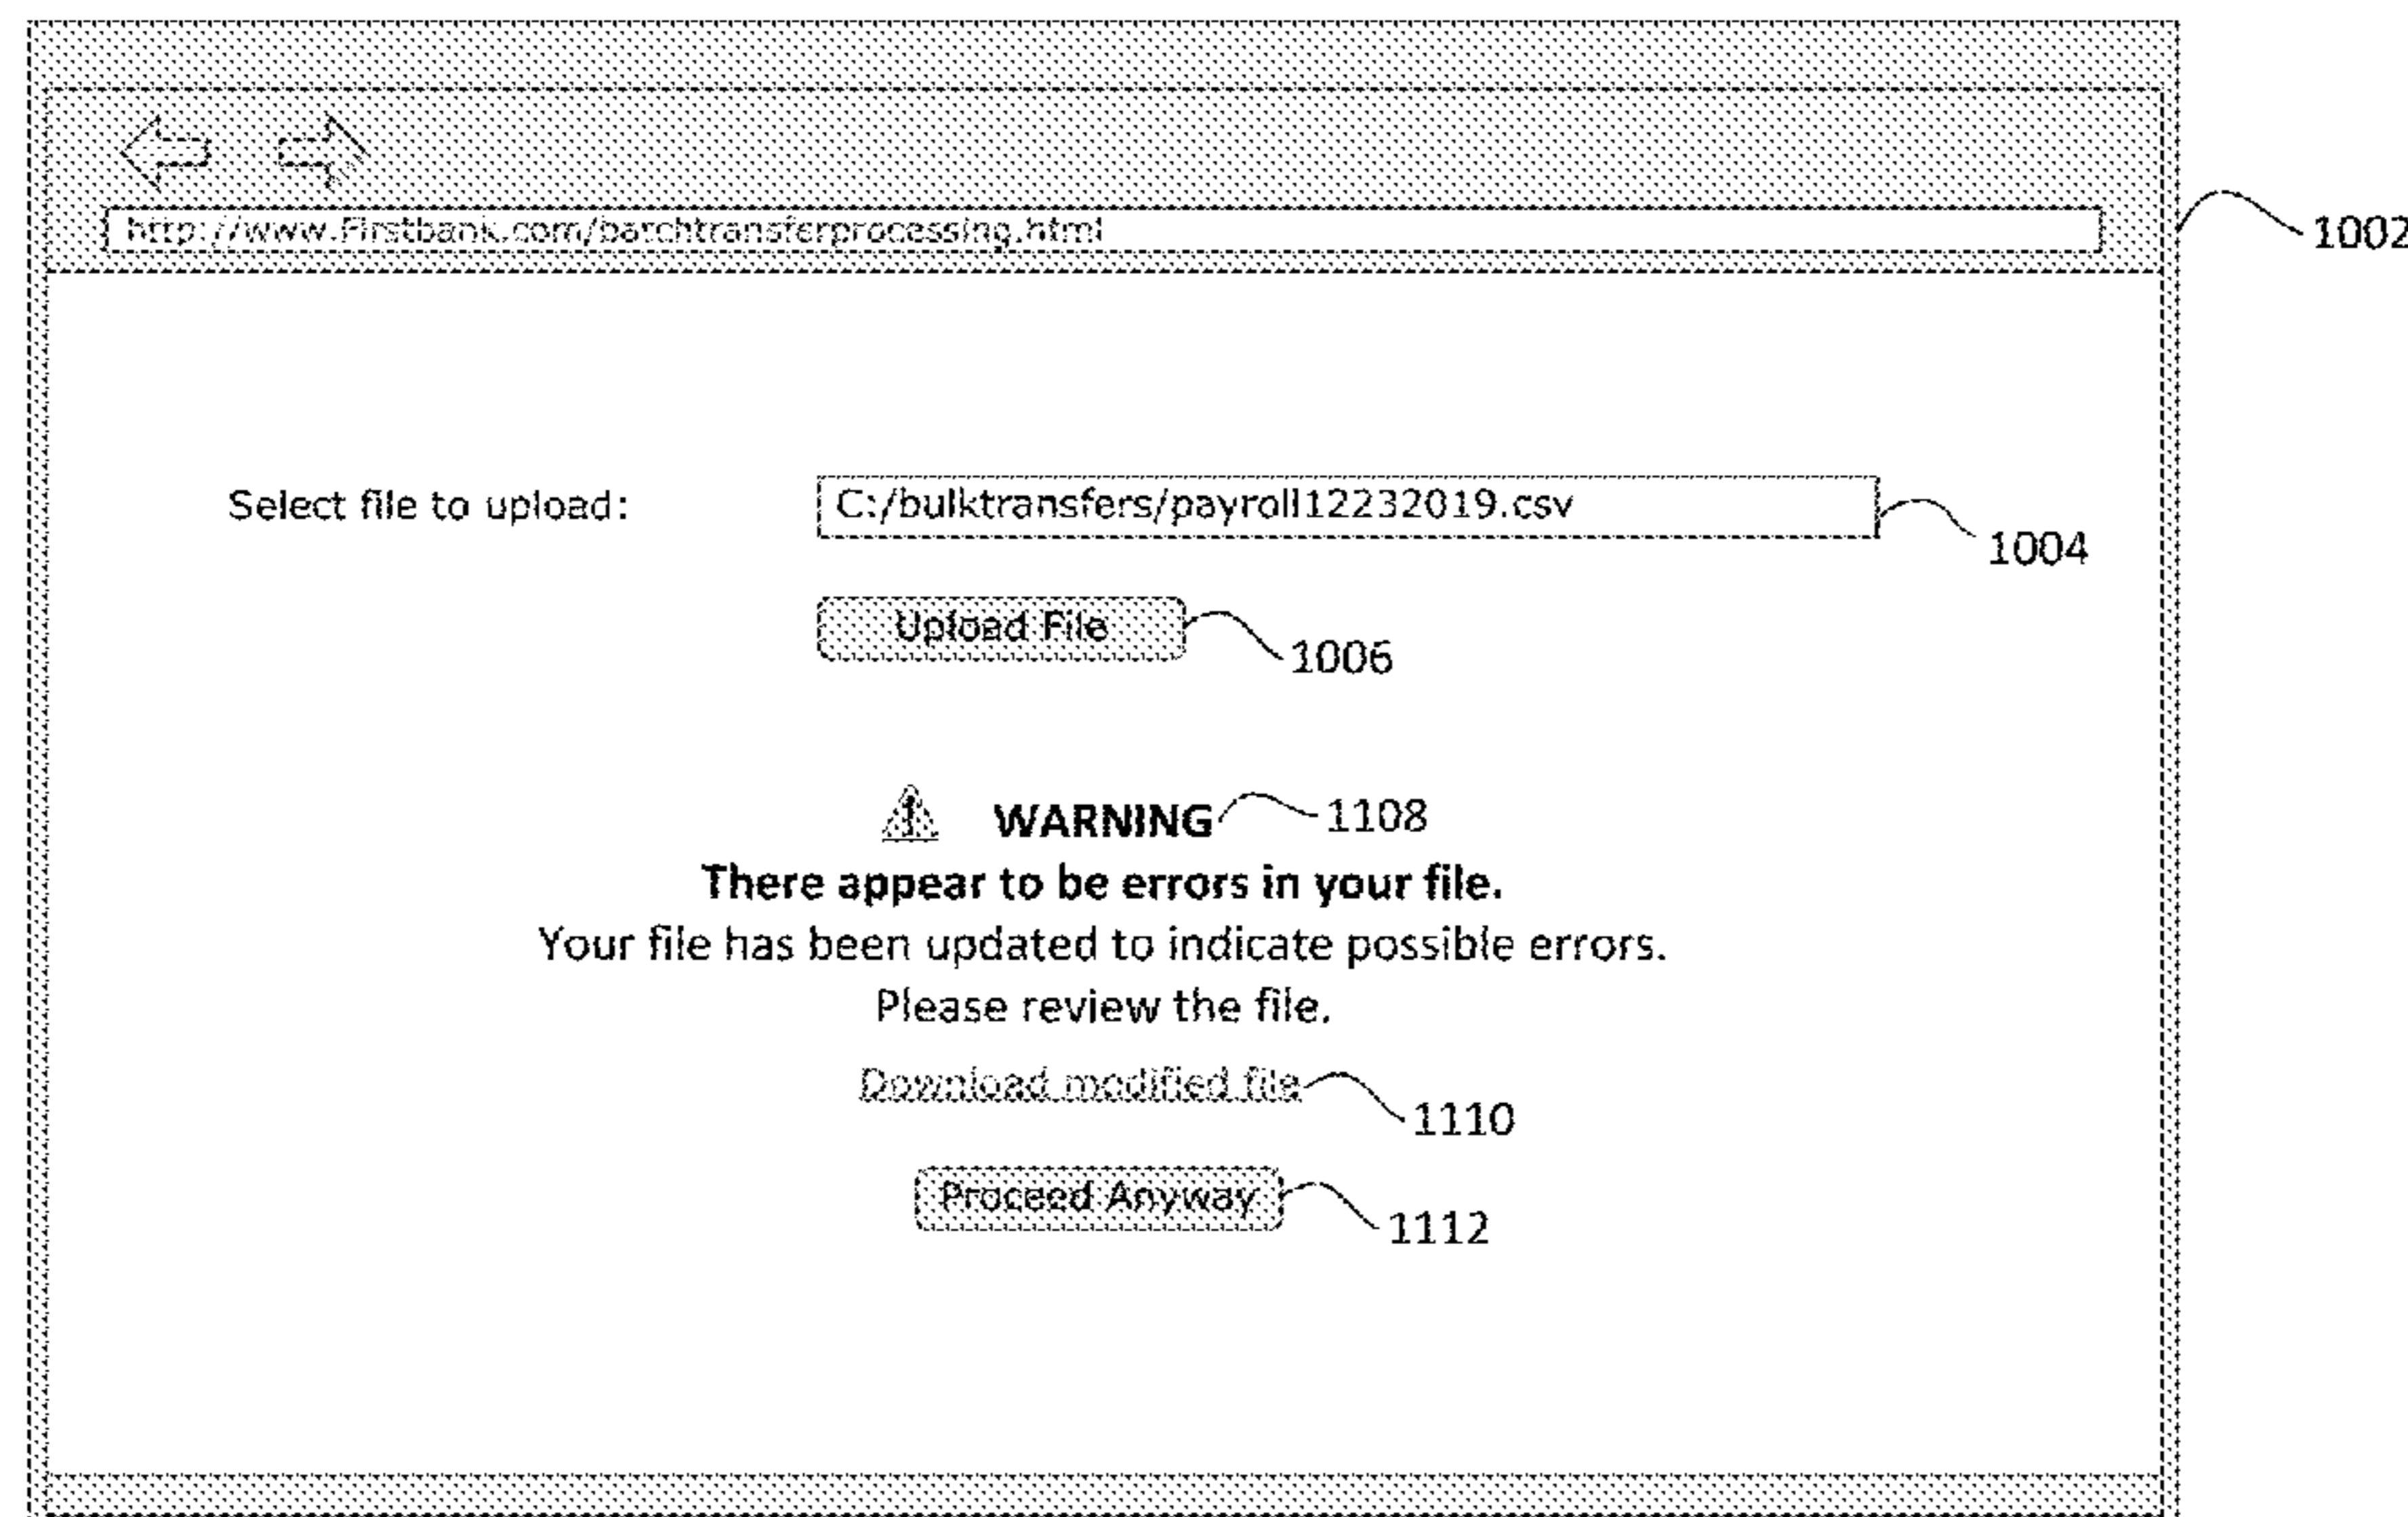 http://www.Firstbank.com/batchtransferprocessing.html
1002
Select file to upload: C:/bulktransfers/payroll12232019.csv
1004
Upload File
1006
WARNING 1108
There appear to be errors in your file.
Your file has been updated to indicate possible errors.
Please review the file.
Download modified file
1110
Proceed Anyway
1112